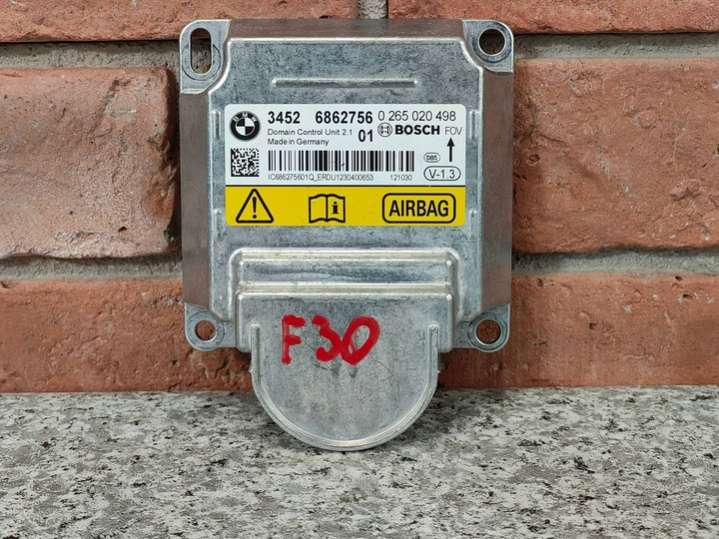 3452 6862756 0 265 020 498
Domain Control Unit 2.1 01 BOSCH FOV
Made in Germany
D85 V-1.3
IC686275601Q_ERDU1230400653 121030
AIRBAG
F30